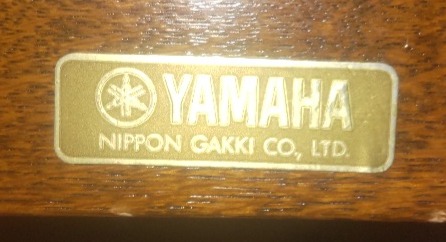 YAMAHA
NIPPON GAKKI CO., LTD.